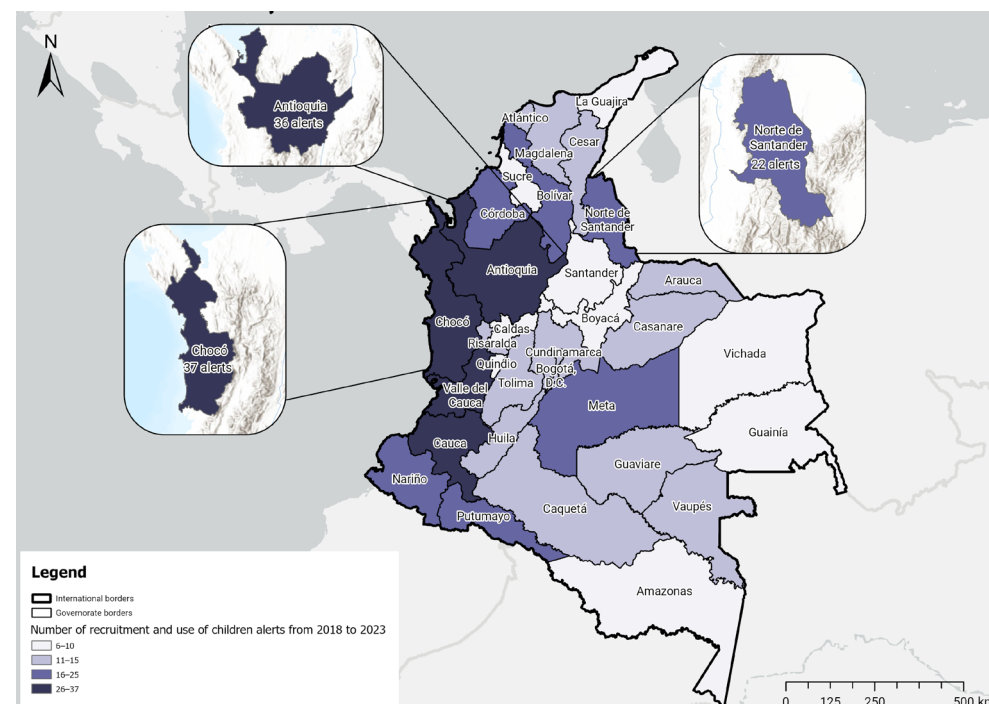 N
Antioquia
36 alerts
Norte de
Santander
22 alerts
Chocó
37 alerts
La Guajira
Atlántico
Cesar
Magdalena
Sucre
Bolívar
Córdoba
Norte de
Santander
Antioquia
Santander
Arauca
Chocó
Boyacá
Caldas
Casanare
Risaralda
Cundinamarca
Vichada
Quindío
Bogotá,
D.C.
Tolima
Valle del
Cauca
Meta
Guainía
Cauca
Huila
Guaviare
Nariño
Vaupés
Caquetá
Putumayo
Amazonas
Legend
International borders
Governorate borders
Number of recruitment and use of children alerts from 2018 to 2023
6–10
11–15
16–25
26–37
0 125 250 500 km